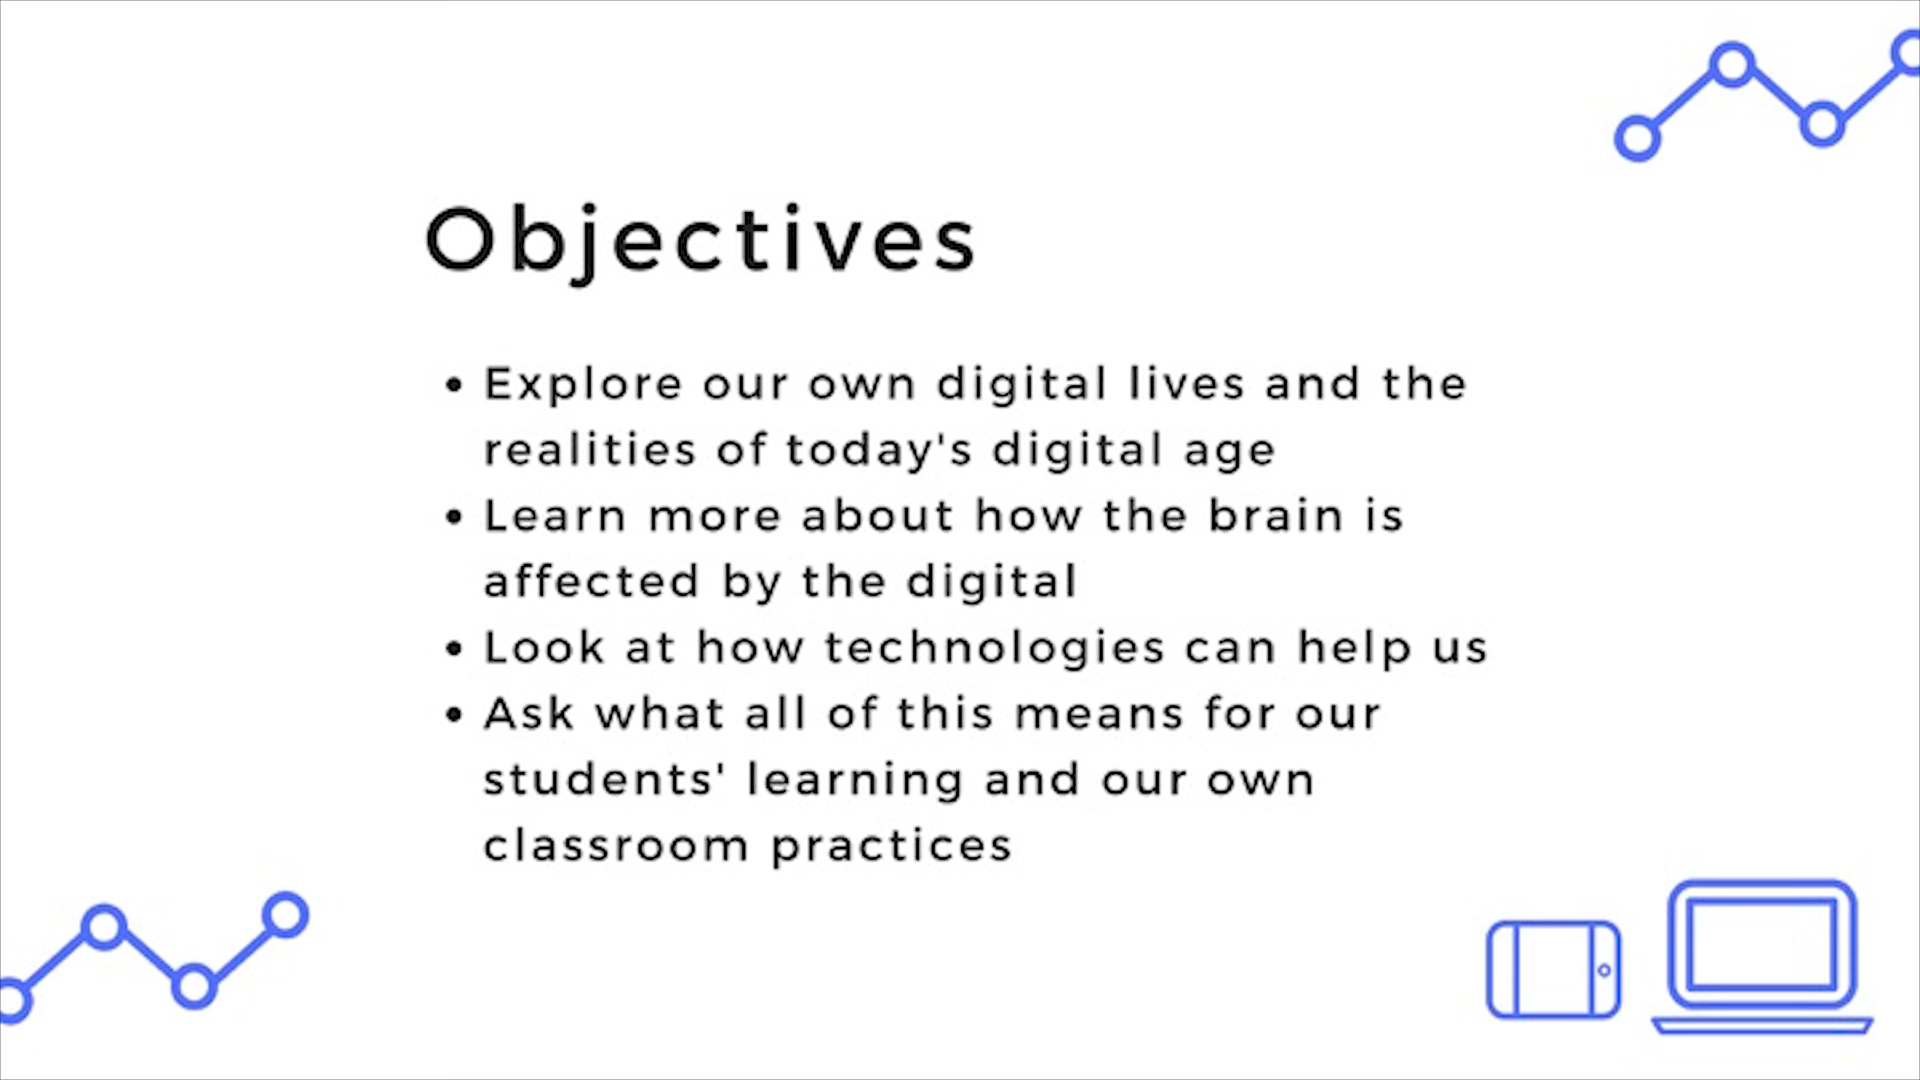 Objectives
• Explore our own digital lives and the
realities of today's digital age
• Learn more about how the brain is
affected by the digital
• Look at how technologies can help us
• Ask what all of this means for our
students' learning and our own
classroom practices